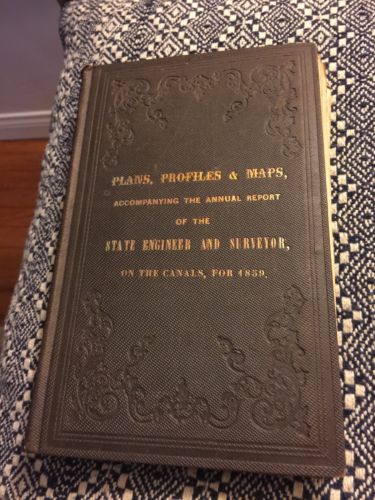 PLANS, PROFILES & MAPS,
ACCOMPANYING THE ANNUAL REPORT
OF THE
STATE ENGINEER AND SURVEYOR,
ON THE CANALS, FOR 1859.